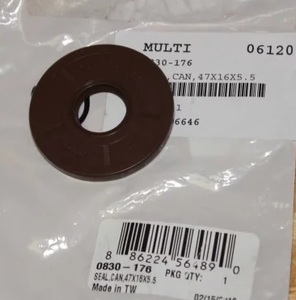 MULTI 06120
0830-176
,CAN,47X16X5.5
1
6646
8 86224 56489 0
0830-176 PKG QTY:
SEAL,CAN,47X16X5.5 1
Made in TW